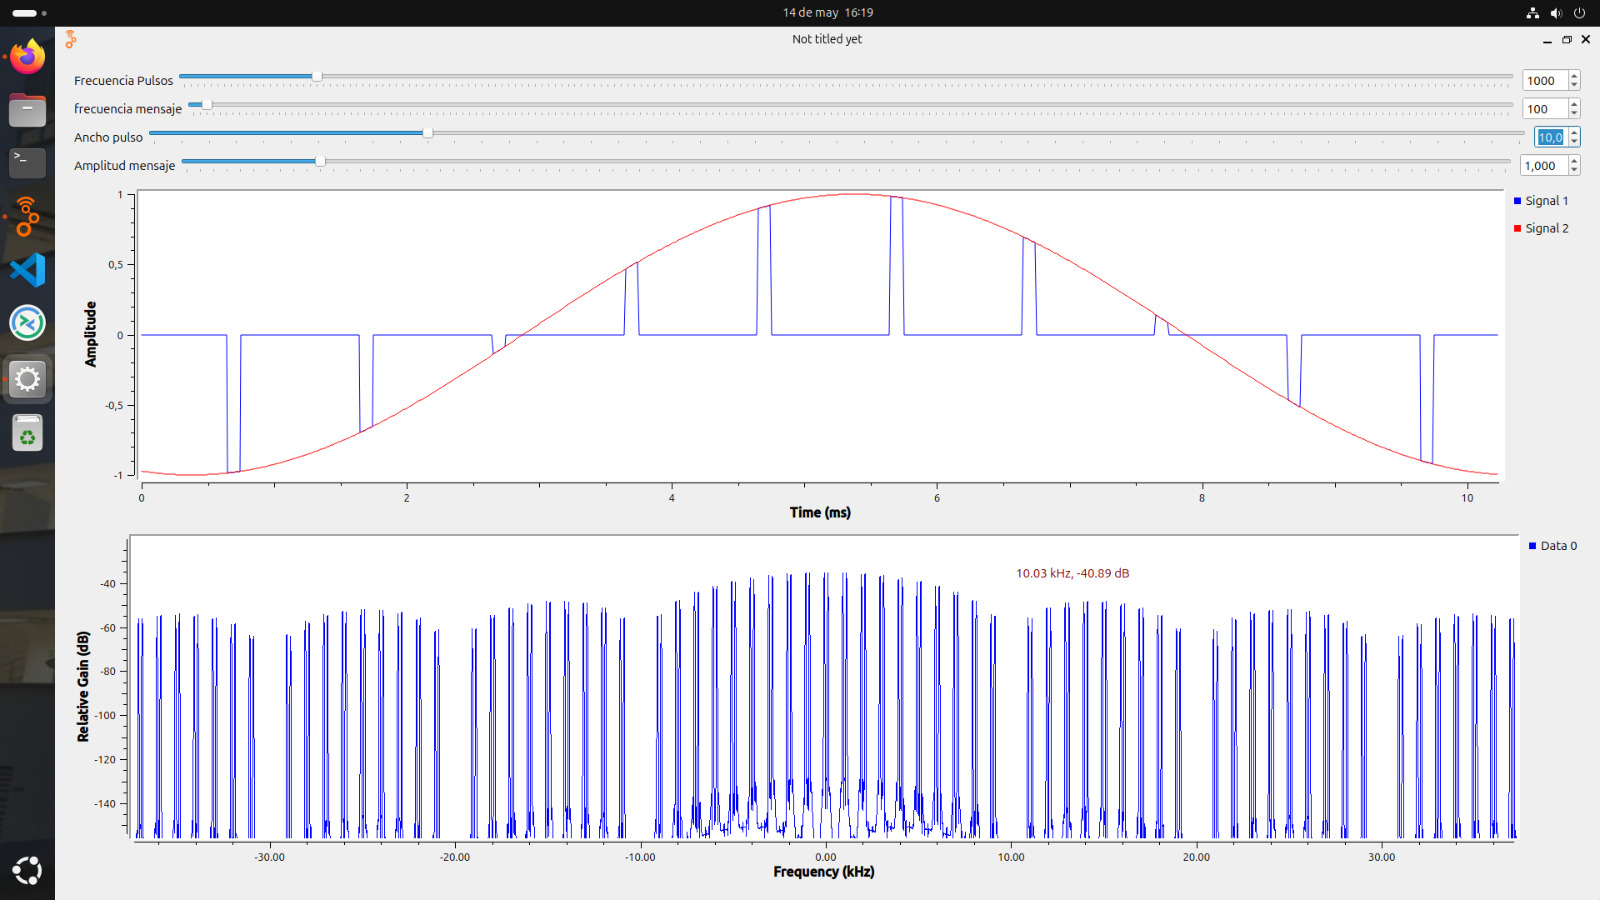 14 de may 16:19
Not titled yet
Frecuencia Pulsos 1000
frecuencia mensaje 100
Ancho pulso 10,0
Amplitud mensaje 1,000
Signal 1
Signal 2
1
0,5
0
-0,5
-1
Amplitude
0 2 4 6 8 10
Time (ms)
Data 0
10.03 kHz, -40.89 dB
-40
-60
-80
-100
-120
-140
Relative Gain (dB)
-30.00 -20.00 -10.00 0.00 10.00 20.00 30.00
Frequency (kHz)